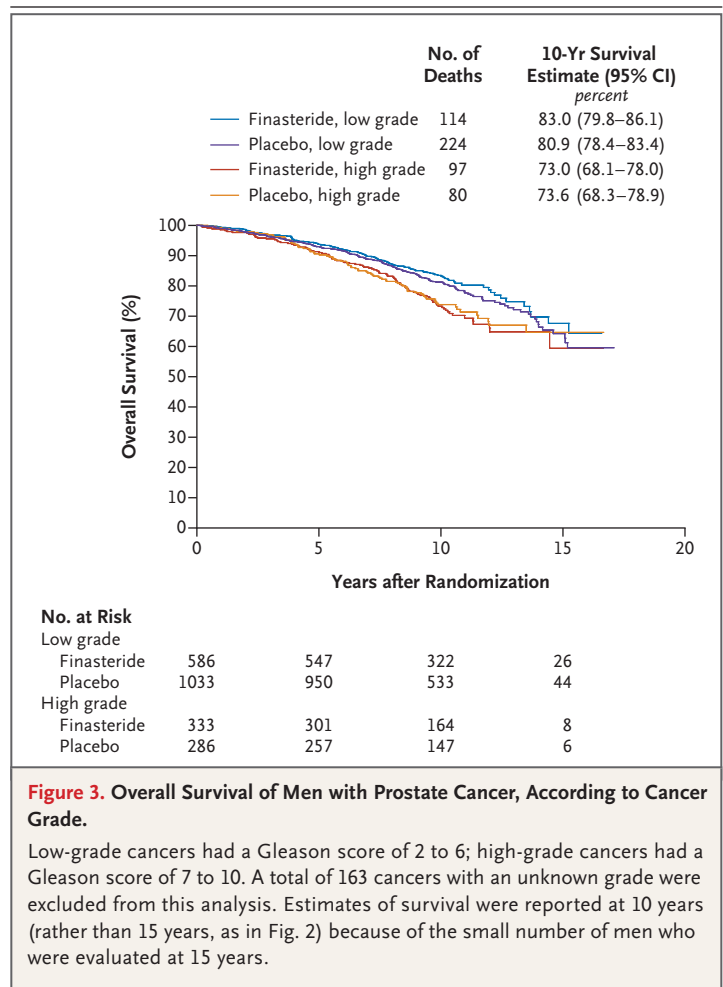 No. of Deaths 10-Yr Survival Estimate (95% CI)
percent
Finasteride, low grade 114 83.0 (79.8–86.1)
Placebo, low grade 224 80.9 (78.4–83.4)
Finasteride, high grade 97 73.0 (68.1–78.0)
Placebo, high grade 80 73.6 (68.3–78.9)
Overall Survival (%)
100
90
80
70
60
50
40
30
20
10
0
0 5 10 15 20
Years after Randomization
No. at Risk
Low grade
Finasteride 586 547 322 26
Placebo 1033 950 533 44
High grade
Finasteride 333 301 164 8
Placebo 286 257 147 6
Figure 3. Overall Survival of Men with Prostate Cancer, According to Cancer
Grade.
Low-grade cancers had a Gleason score of 2 to 6; high-grade cancers had a
Gleason score of 7 to 10. A total of 163 cancers with an unknown grade were
excluded from this analysis. Estimates of survival were reported at 10 years
(rather than 15 years, as in Fig. 2) because of the small number of men who
were evaluated at 15 years.